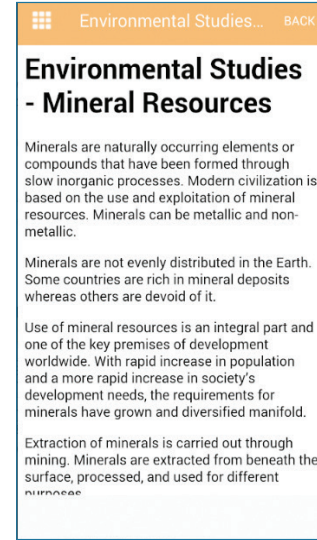 Environmental Studies... BACK
Environmental Studies
- Mineral Resources
Minerals are naturally occurring elements or
compounds that have been formed through
slow inorganic processes. Modern civilization is
based on the use and exploitation of mineral
resources. Minerals can be metallic and non-
metallic.
Minerals are not evenly distributed in the Earth.
Some countries are rich in mineral deposits
whereas others are devoid of it.
Use of mineral resources is an integral part and
one of the key premises of development
worldwide. With rapid increase in population
and a more rapid increase in society's
development needs, the requirements for
minerals have grown and diversified manifold.
Extraction of minerals is carried out through
mining. Minerals are extracted from beneath the
surface, processed, and used for different
purposes